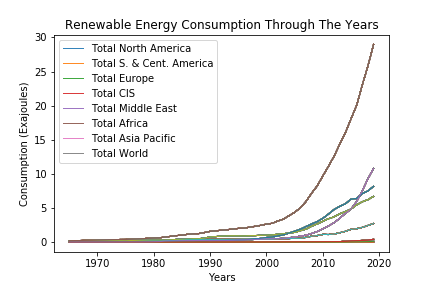 Renewable Energy Consumption Through The Years
Consumption (Exajoules)
30
25
20
15
10
5
0
Total North America
Total S. & Cent. America
Total Europe
Total CIS
Total Middle East
Total Africa
Total Asia Pacific
Total World
1970 1980 1990 2000 2010 2020
Years